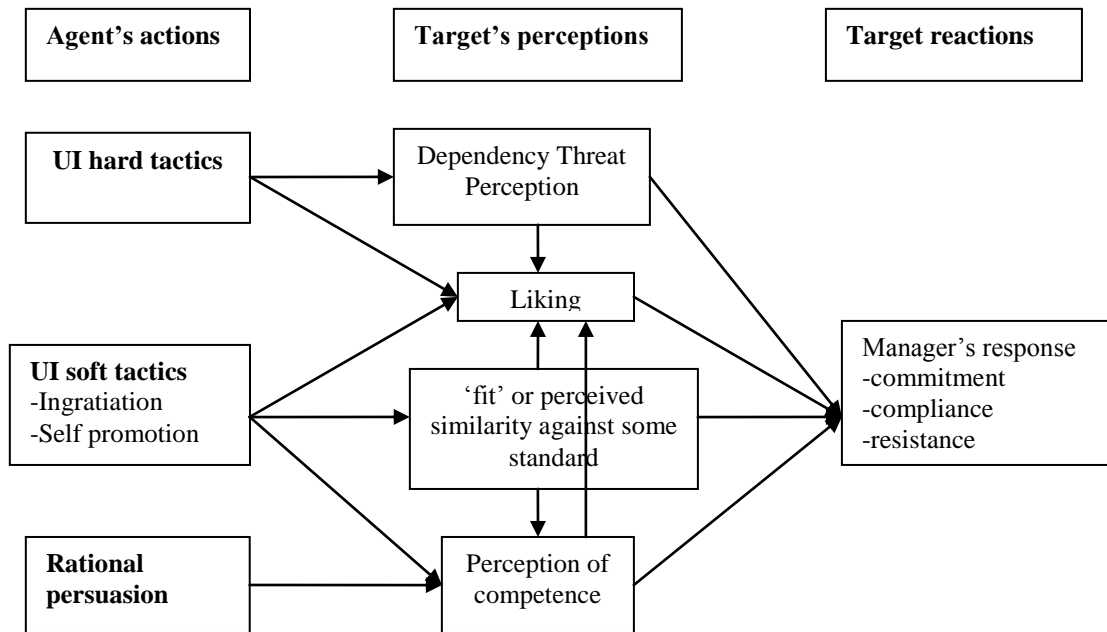 Agent’s actions
Target’s perceptions
Target reactions
UI hard tactics
Dependency Threat
Perception
Liking
UI soft tactics
-Ingratiation
-Self promotion
‘fit’ or perceived
similarity against some
standard
Manager’s response
-commitment
-compliance
-resistance
Rational
persuasion
Perception of
competence